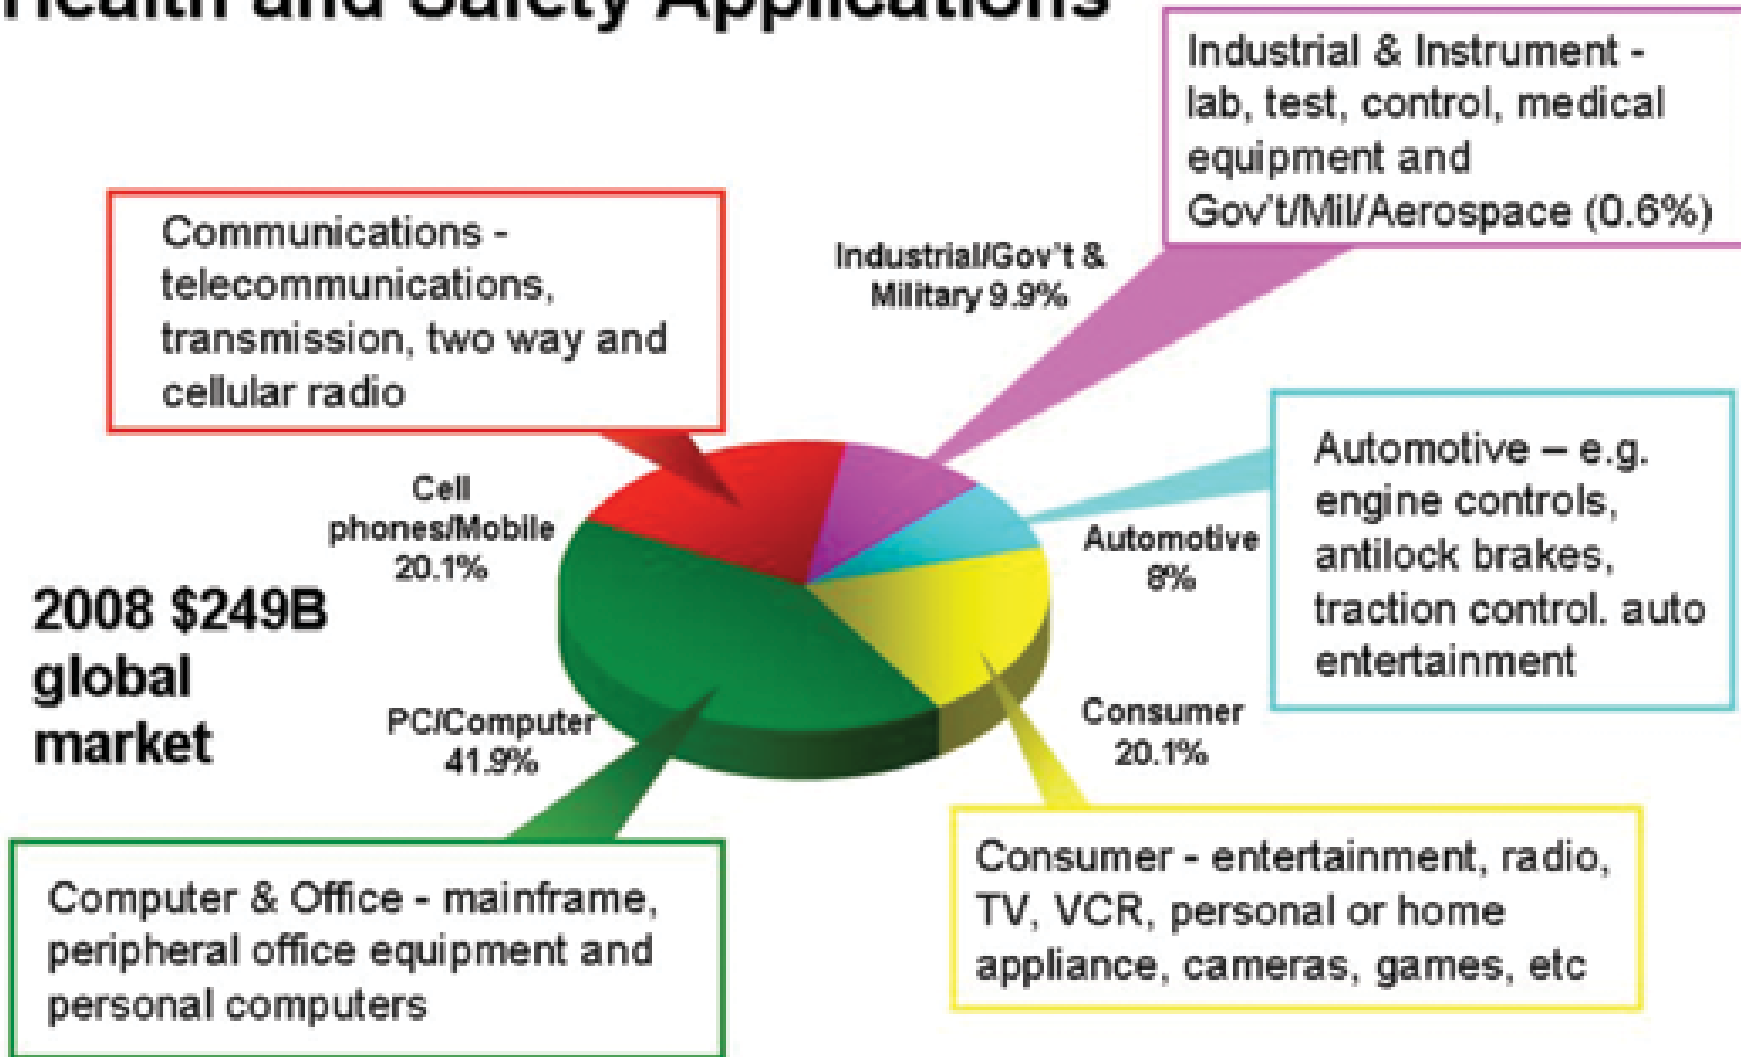 Health and Safety Applications
Industrial & Instrument -
lab, test, control, medical
equipment and
Gov't/Mil/Aerospace (0.6%)
Communications -
telecommunications,
transmission, two way and
cellular radio
Industrial/Gov't &
Military 9.9%
Automotive – e.g.
engine controls,
antilock brakes,
traction control. auto
entertainment
Cell
phones/Mobile
20.1%
Automotive
8%
2008 $249B
global
market
PC/Computer
41.9%
Consumer
20.1%
Computer & Office - mainframe,
peripheral office equipment and
personal computers
Consumer - entertainment, radio,
TV, VCR, personal or home
appliance, cameras, games, etc